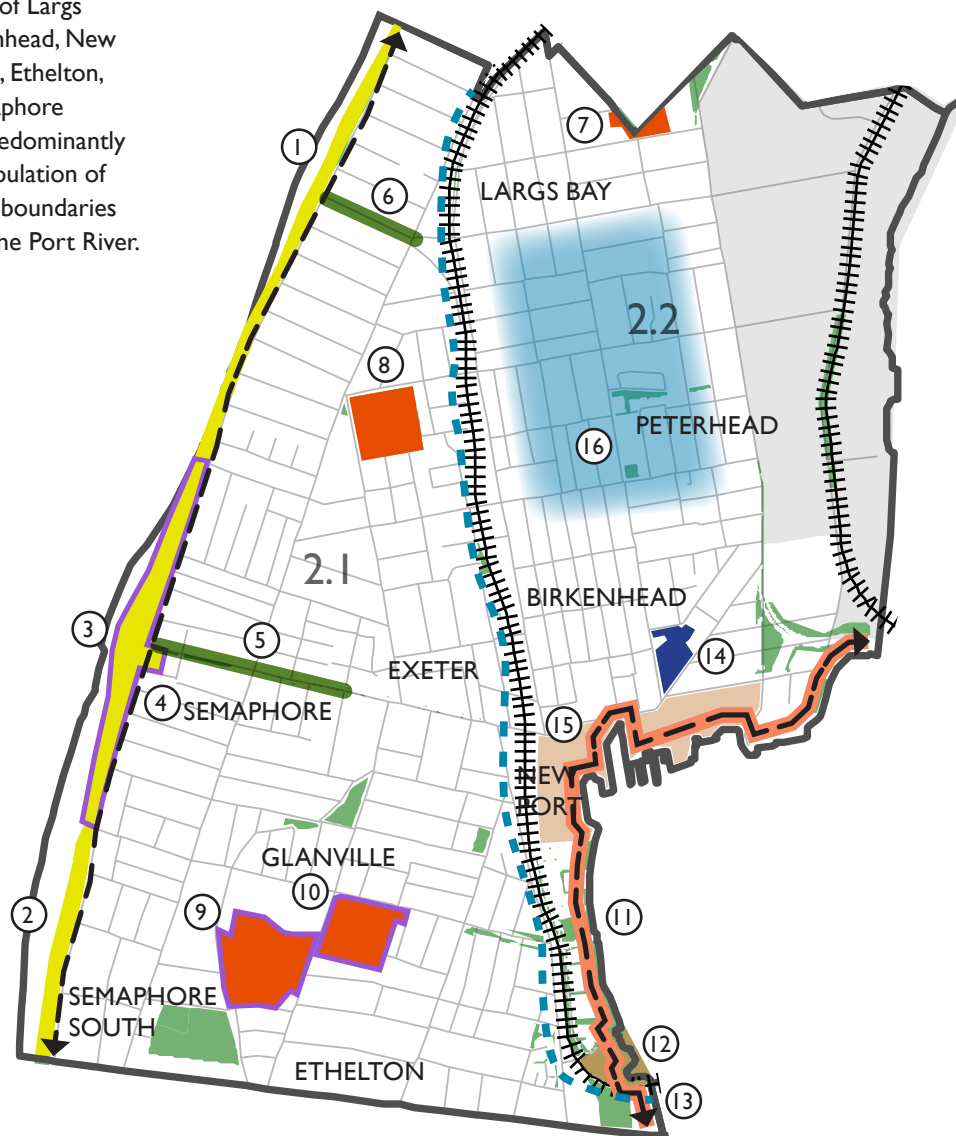 of Largs
nhead, New
, Ethelton,
aphore
edominantly
pulation of
boundaries
he Port River.
1
6
7
LARGS BAY
2.2
8
PETERHEAD
16
2.1
BIRKENHEAD
3
5
14
EXETER
4
SEMAPHORE
15
NEW
PORT
GLANVILLE
10
9
2
11
SEMAPHORE
SOUTH
12
ETHELTON
13